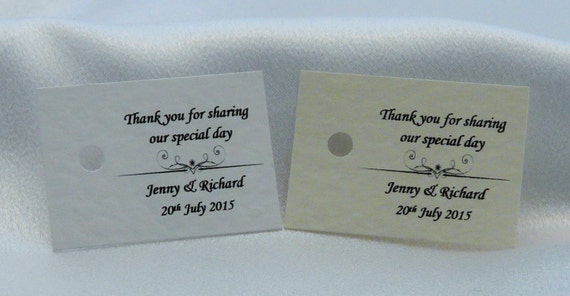 Thank you for sharing
our special day
Jenny & Richard
20th July 2015
Thank you for sharing
our special day
Jenny & Richard
20th July 2015